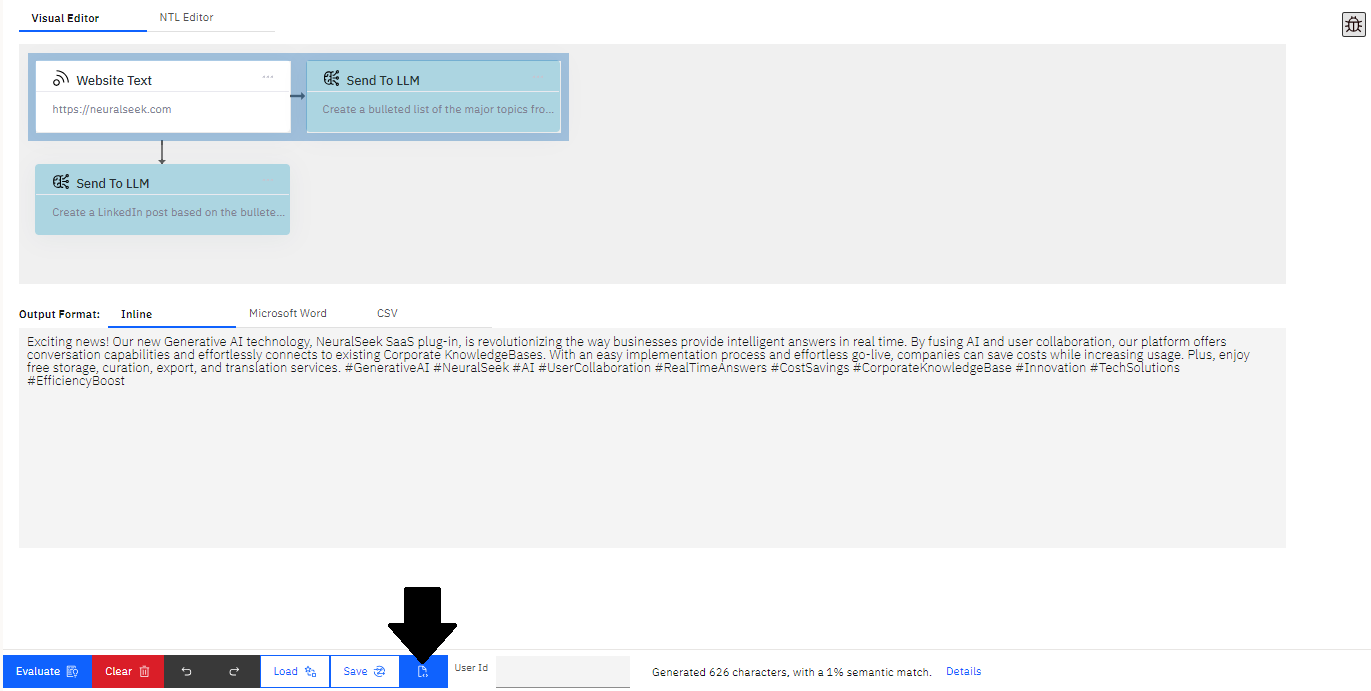 Visual Editor
NTL Editor
Website Text
https://neuralseek.com
Send To LLM
Create a bulleted list of the major topics fro...
Send To LLM
Create a LinkedIn post based on the bullete...
Output Format:
Inline
Microsoft Word
CSV
Exciting news! Our new Generative AI technology, NeuralSeek SaaS plug-in, is revolutionizing the way businesses provide intelligent answers in real time. By fusing AI and user collaboration, our platform offers
conversation capabilities and effortlessly connects to existing Corporate KnowledgeBases. With an easy implementation process and effortless go-live, companies can save costs while increasing usage. Plus, enjoy
free storage, curation, export, and translation services. #GenerativeAI #NeuralSeek #AI #UserCollaboration #RealTimeAnswers #CostSavings #CorporateKnowledgeBase #Innovation #TechSolutions
#EfficiencyBoost
Evaluate
Clear
Load
Save
User Id
Generated 626 characters, with a 1% semantic match.
Details